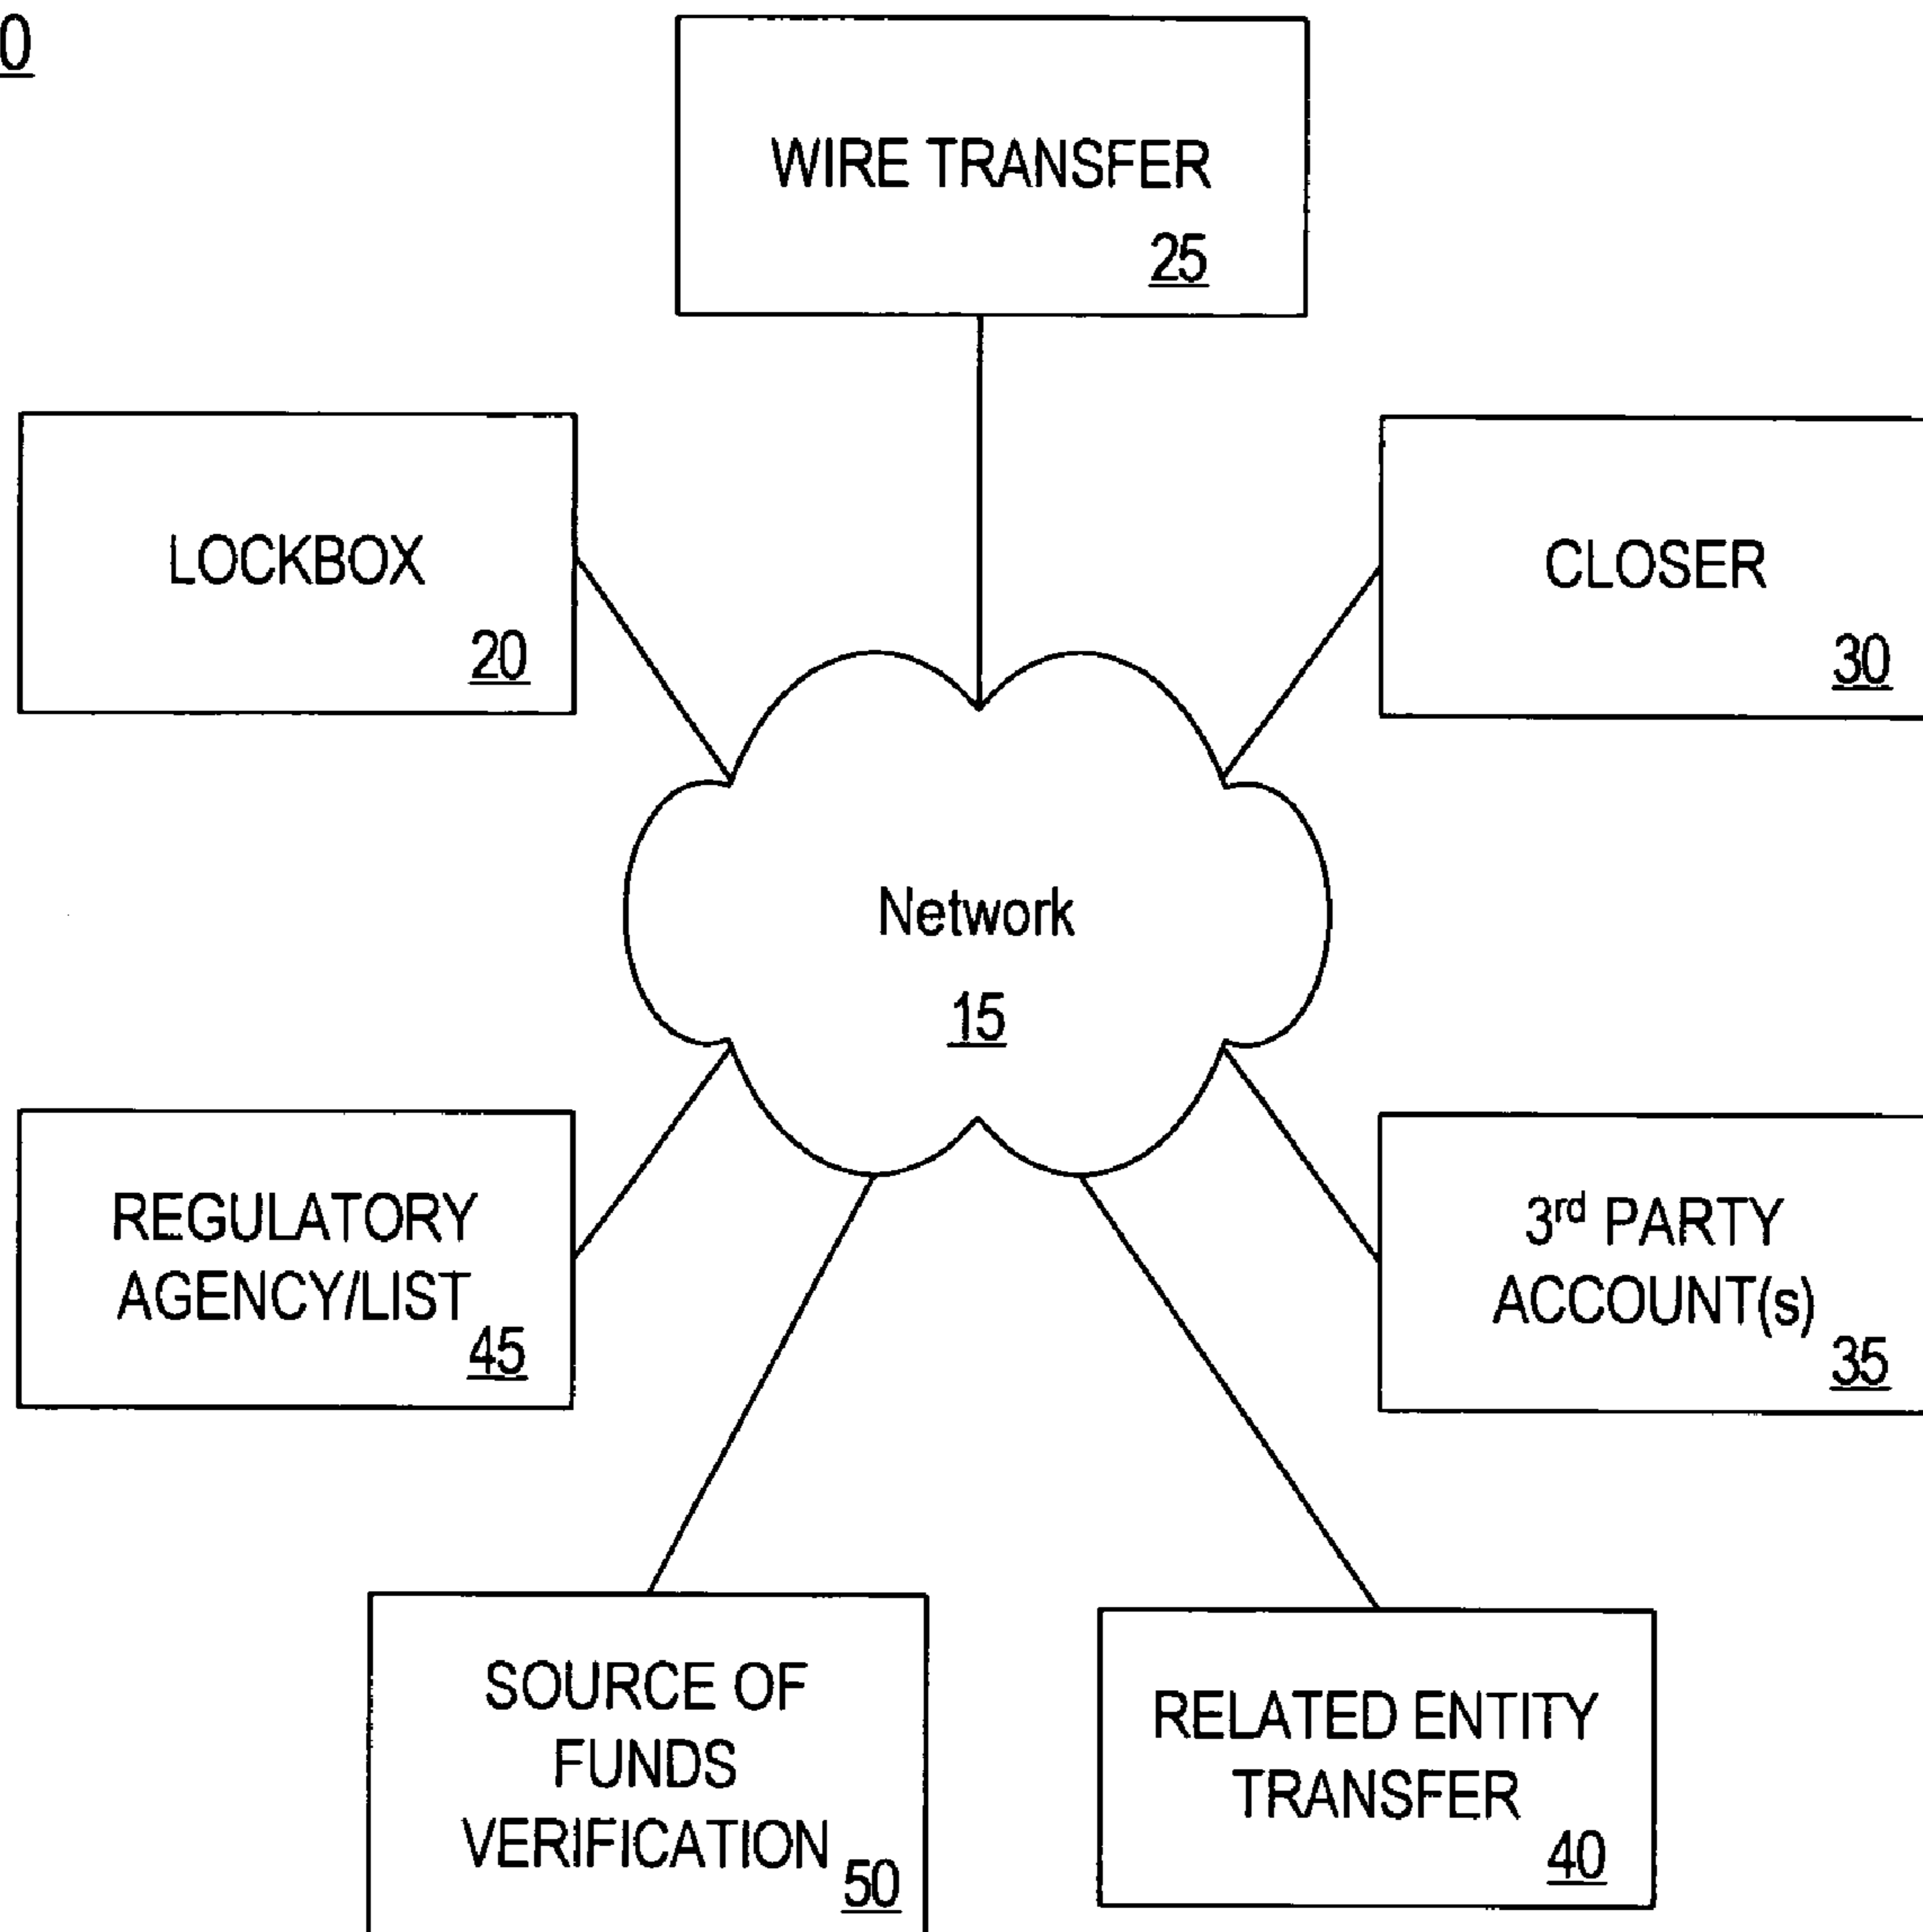 0
WIRE TRANSFER
25
LOCKBOX
20
CLOSER
30
Network
15
REGULATORY
AGENCY/LIST
45
3rd PARTY
ACCOUNT(s)
35
SOURCE OF
FUNDS
VERIFICATION
50
RELATED ENTITY
TRANSFER
40